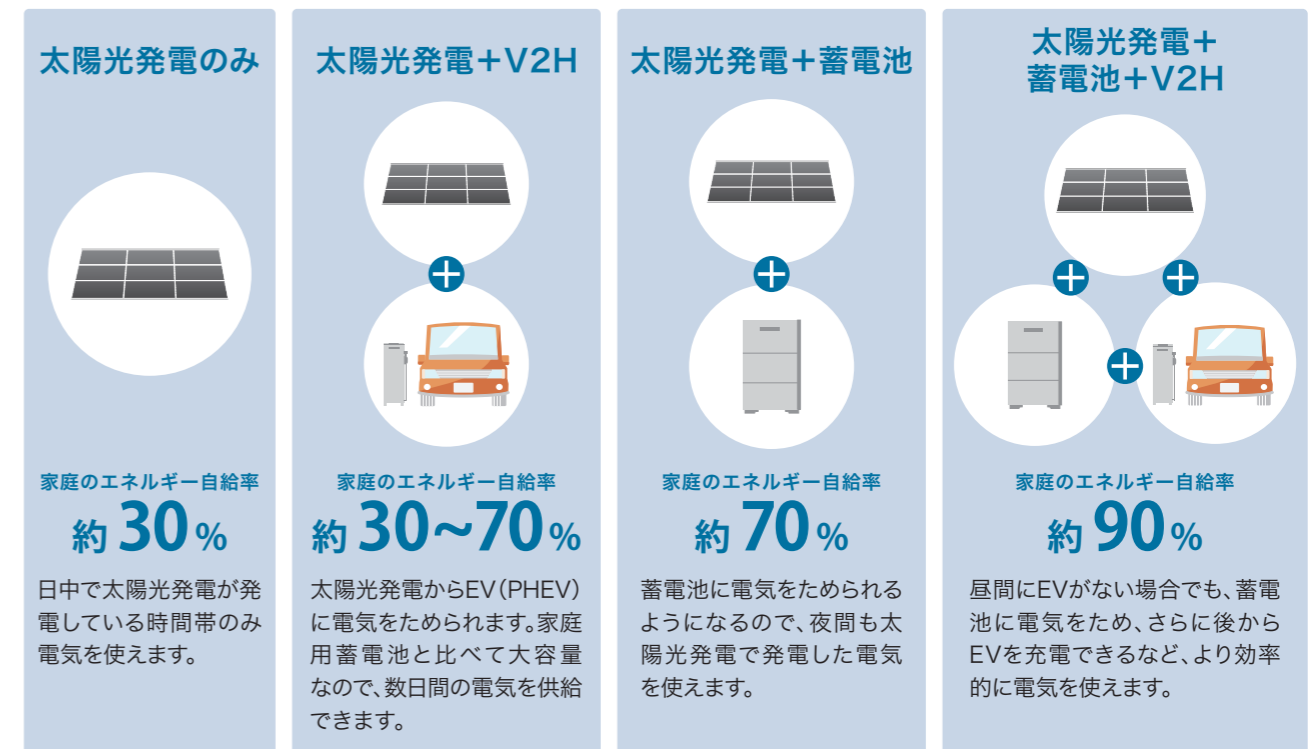 太陽光発電のみ
家庭のエネルギー自給率
約30%
日中で太陽光発電が発
電している時間帯のみ
電気を使えます。
太陽光発電＋V2H
家庭のエネルギー自給率
約30~70%
太陽光発電からEV（PHEV）
に電気をためられます。家庭
用蓄電池と比べて大容量
なので、数日間の電気を供給
できます。
太陽光発電＋蓄電池
家庭のエネルギー自給率
約70%
蓄電池に電気をためられる
ようになるので、夜間も太
陽光発電で発電した電気
を使えます。
太陽光発電＋
蓄電池＋V2H
家庭のエネルギー自給率
約90%
昼間にEVがない場合でも、蓄電
池に電気をため、さらに後から
EVを充電できるなど、より効率
的に電気を使えます。